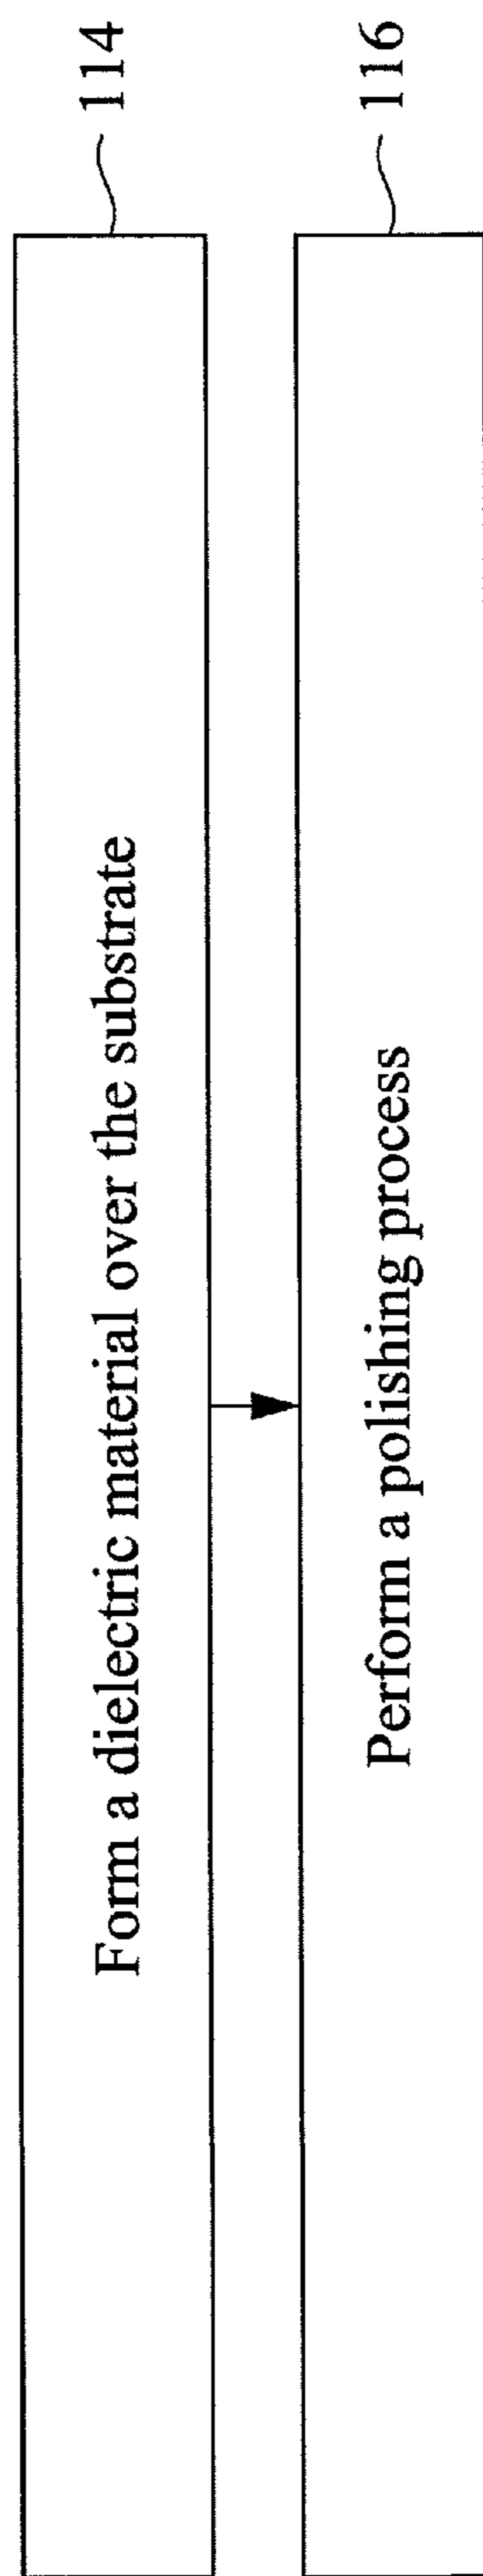 Form a dielectric material over the substrate
114
Perform a polishing process
116